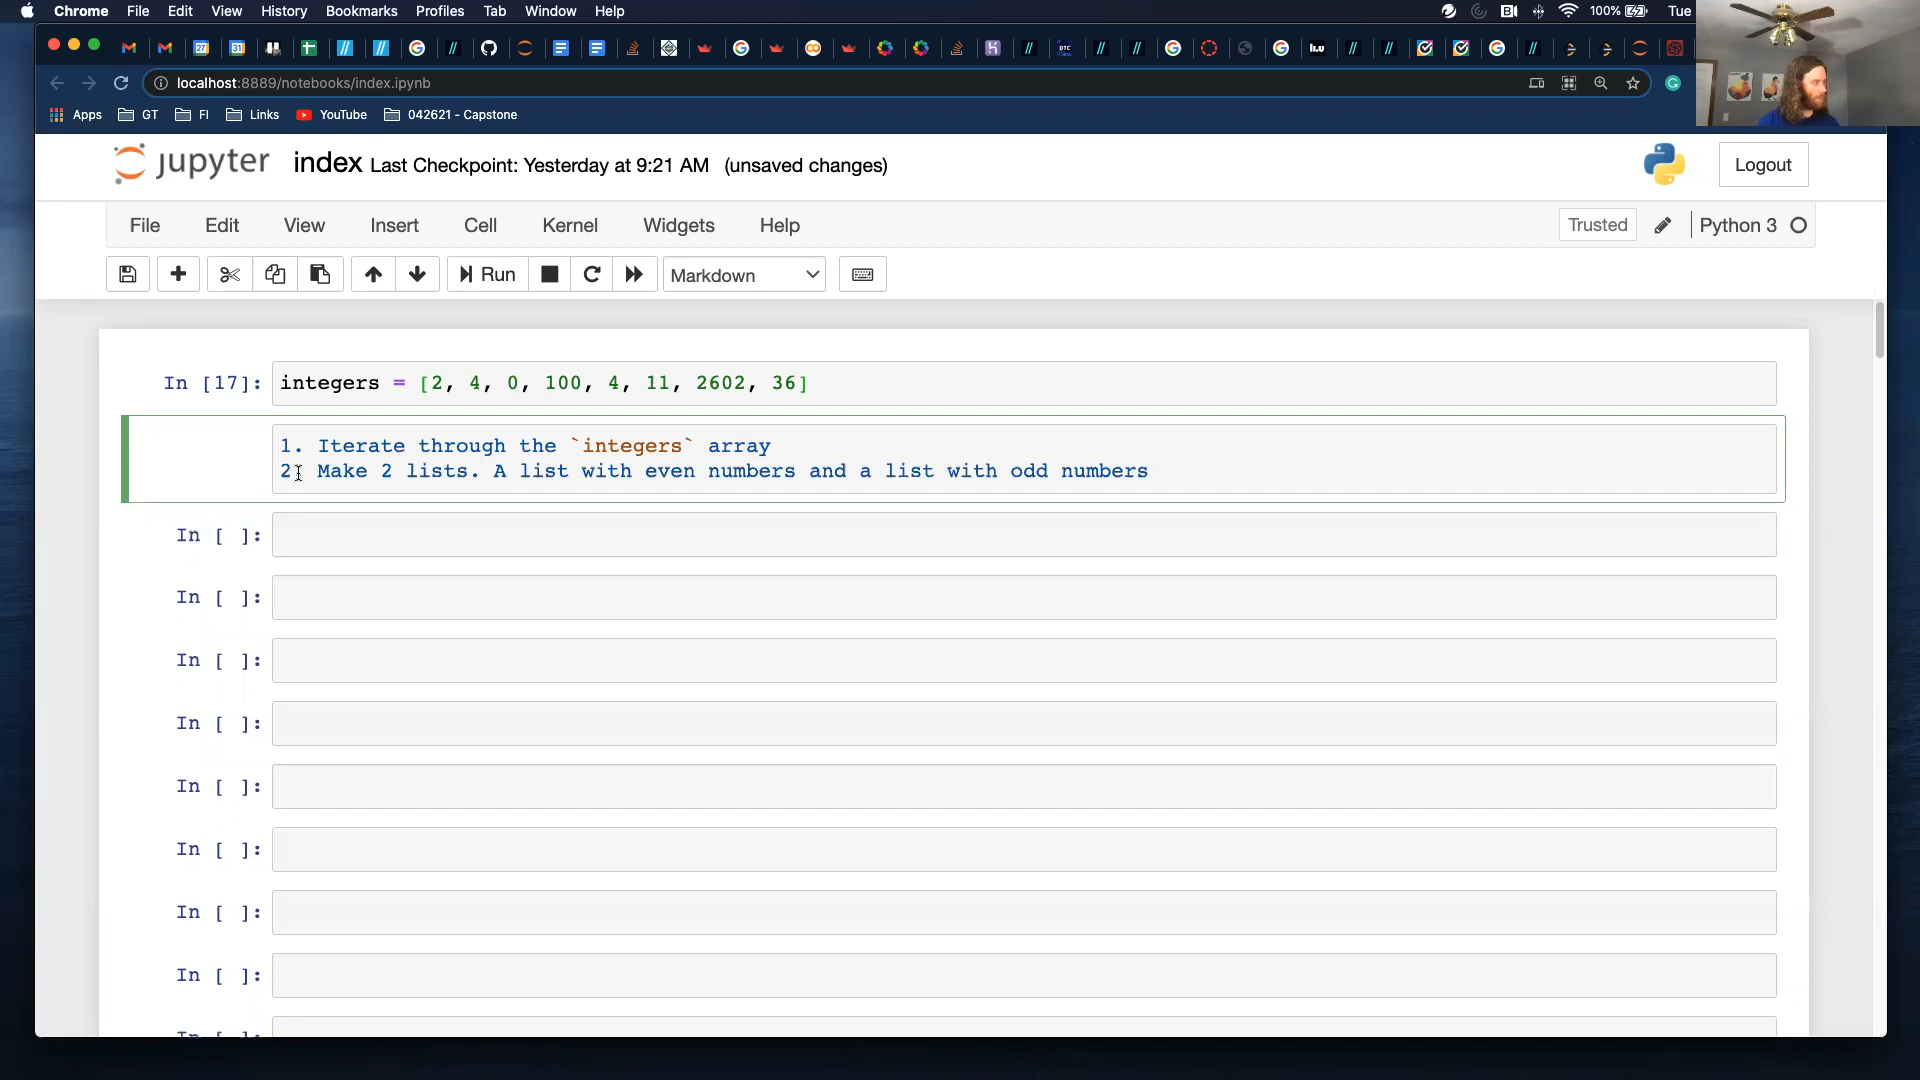 Chrome File Edit View History Bookmarks Profiles Tab Window Help 100% Tue
localhost:8889/notebooks/index.ipynb
Apps GT FI Links YouTube 042621 - Capstone
jupyter index Last Checkpoint: Yesterday at 9:21 AM (unsaved changes) Logout
File Edit View Insert Cell Kernel Widgets Help Trusted Python 3
Run Markdown
In [17]: integers = [2, 4, 0, 100, 4, 11, 2602, 36]
1. Iterate through the `integers` array
2. Make 2 lists. A list with even numbers and a list with odd numbers
In [ ]:
In [ ]:
In [ ]:
In [ ]:
In [ ]:
In [ ]:
In [ ]:
In [ ]:
In [ ]: